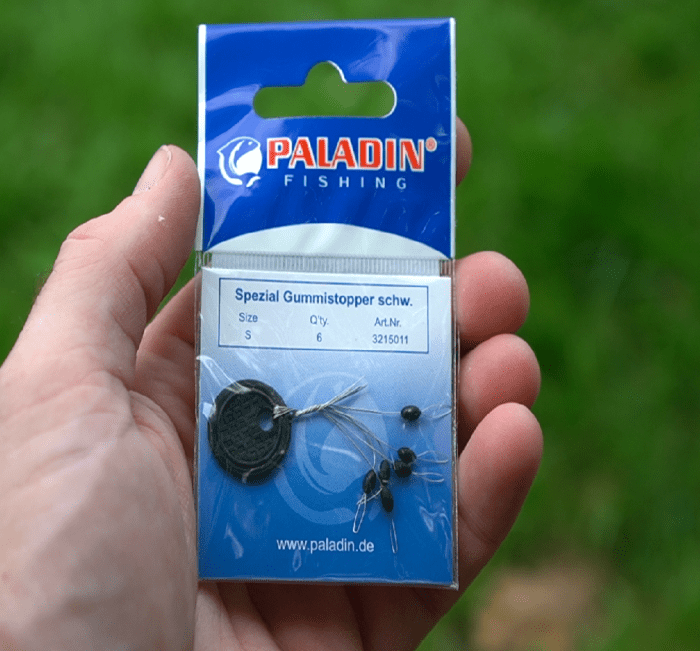 PALADIN®
FISHING
Spezial Gummistopper schw.
Size Q'ty. Art.Nr.
S 6 3215011
www.paladin.de